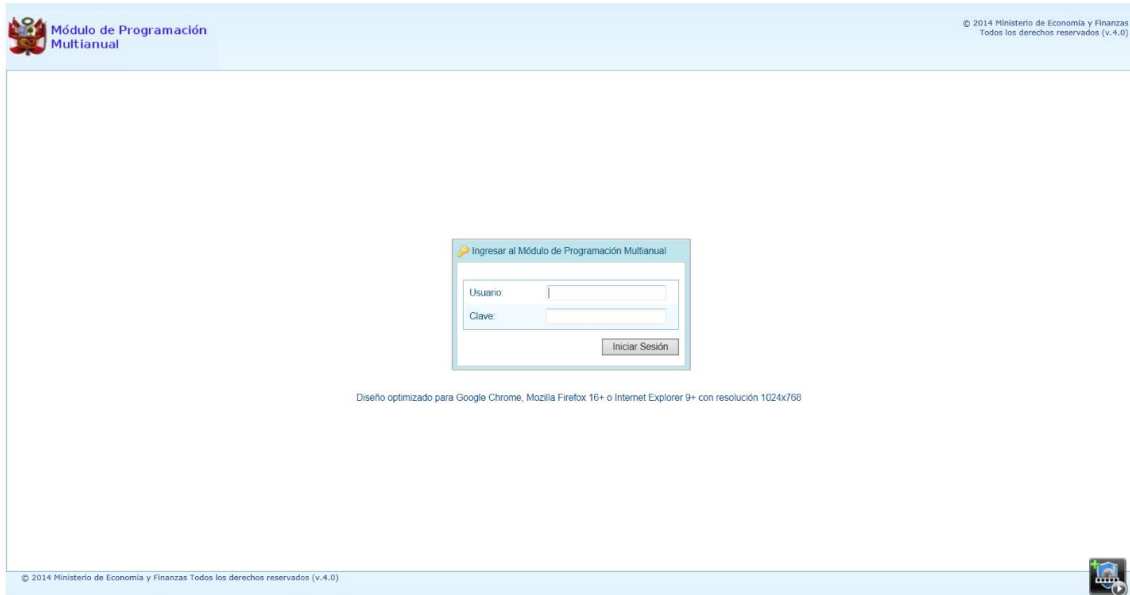 Módulo de Programación
Multianual
© 2014 Ministerio de Economía y Finanzas
Todos los derechos reservados (v.4.0)
Ingresar al Módulo de Programación Multianual
Usuario:
Clave:
Iniciar Sesión
Diseño optimizado para Google Chrome, Mozilla Firefox 16+ o Internet Explorer 9+ con resolución 1024x768
© 2014 Ministerio de Economía y Finanzas Todos los derechos reservados (v.4.0)